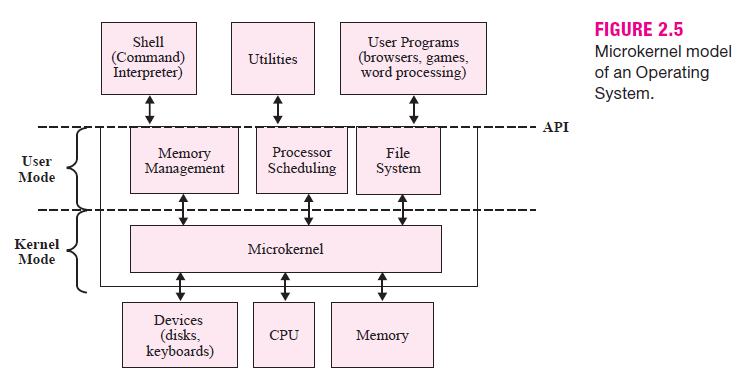 Shell
(Command)
Interpreter)
Utilities
User Programs
(browsers, games,
word processing)
FIGURE 2.5
Microkernel model
of an Operating
System.
API
User
Mode
Memory
Management
Processor
Scheduling
File
System
Kernel
Mode
Microkernel
Devices
(disks,
keyboards)
CPU
Memory